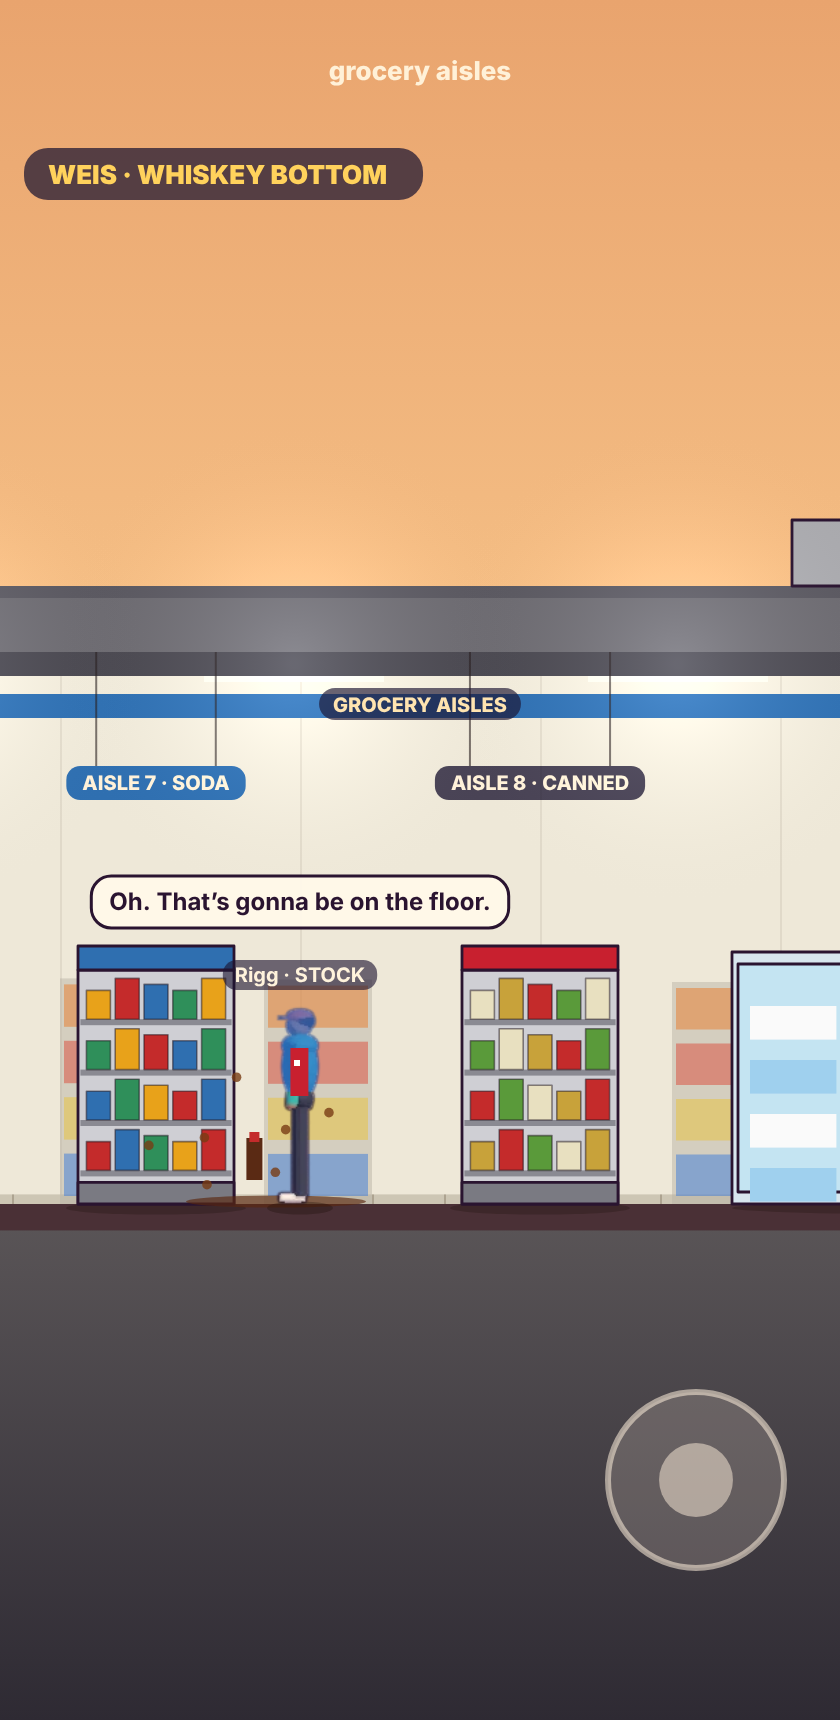 grocery aisles
WEIS · WHISKEY BOTTOM
GROCERY AISLES
AISLE 7 · SODA
AISLE 8 · CANNED
Oh. That’s gonna be on the floor.
Rigg · STOCK